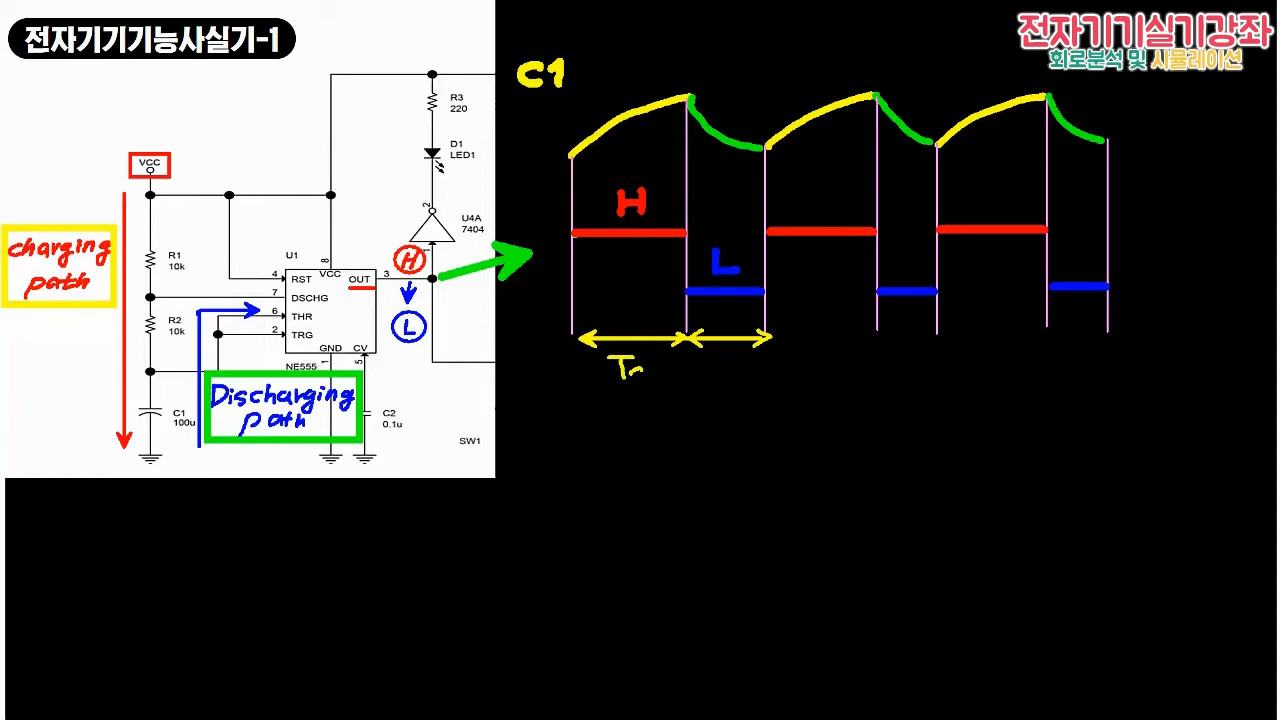 전자기기기능사실기-1
전자기기실기강좌
회로분석 및 시뮬레이션
C1
R3
220
D1
LED1
VCC
2
U4A
7404
1
H
charging
path
R1
10k
U1
8
4
RST
VCC
OUT
3
7
DSCHG
6
THR
R2
10k
2
TRG
L
GND
CV
1
5
NE555
Discharging
path
C1
100u
C2
0.1u
SW1
H
L